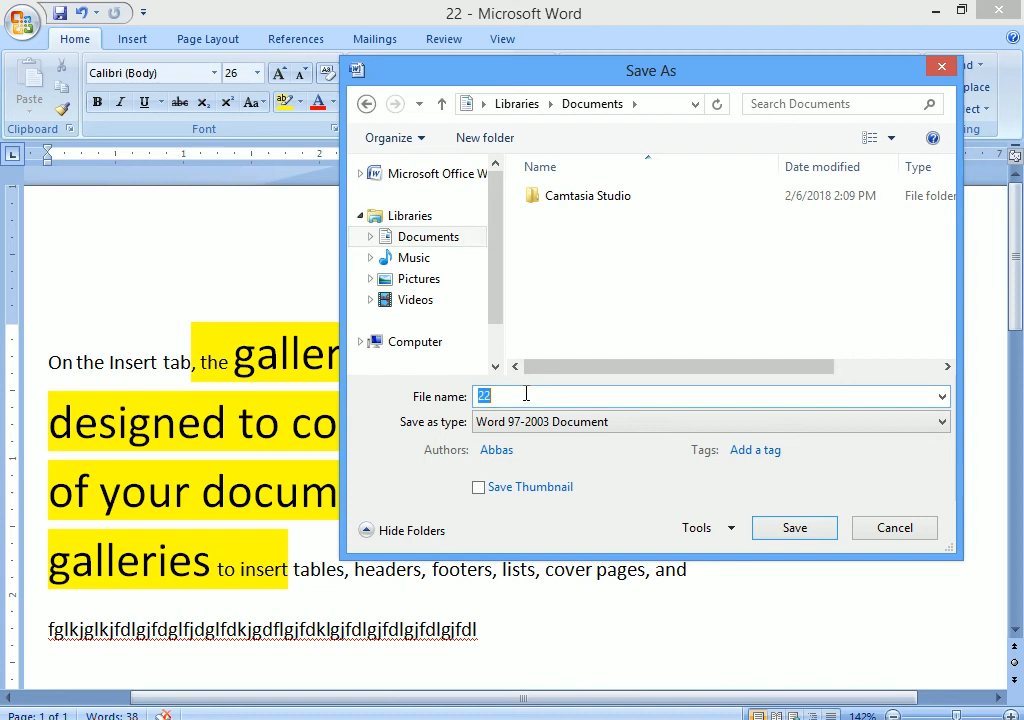 22 - Microsoft Word
Home Insert Page Layout References Mailings Review View
Paste
Calibri (Body) 26
Clipboard Font
Save As
Libraries Documents
Search Documents
Organize New folder
Name Date modified Type
Microsoft Office W
Camtasia Studio 2/6/2018 2:09 PM File folder
Libraries
Documents
Music
Pictures
Videos
Computer
File name: 22
Save as type: Word 97-2003 Document
Authors: Abbas Tags: Add a tag
Save Thumbnail
Hide Folders Tools Save Cancel
On the Insert tab, the galler
designed to co
of your docum
galleries to insert tables, headers, footers, lists, cover pages, and
fglkjglkjfdlgjfdglfjdglfdkjgdflgjfdklgjfdlgjfdlgjfdlgjfdl
Page: 1 of 1 Words: 38 142%